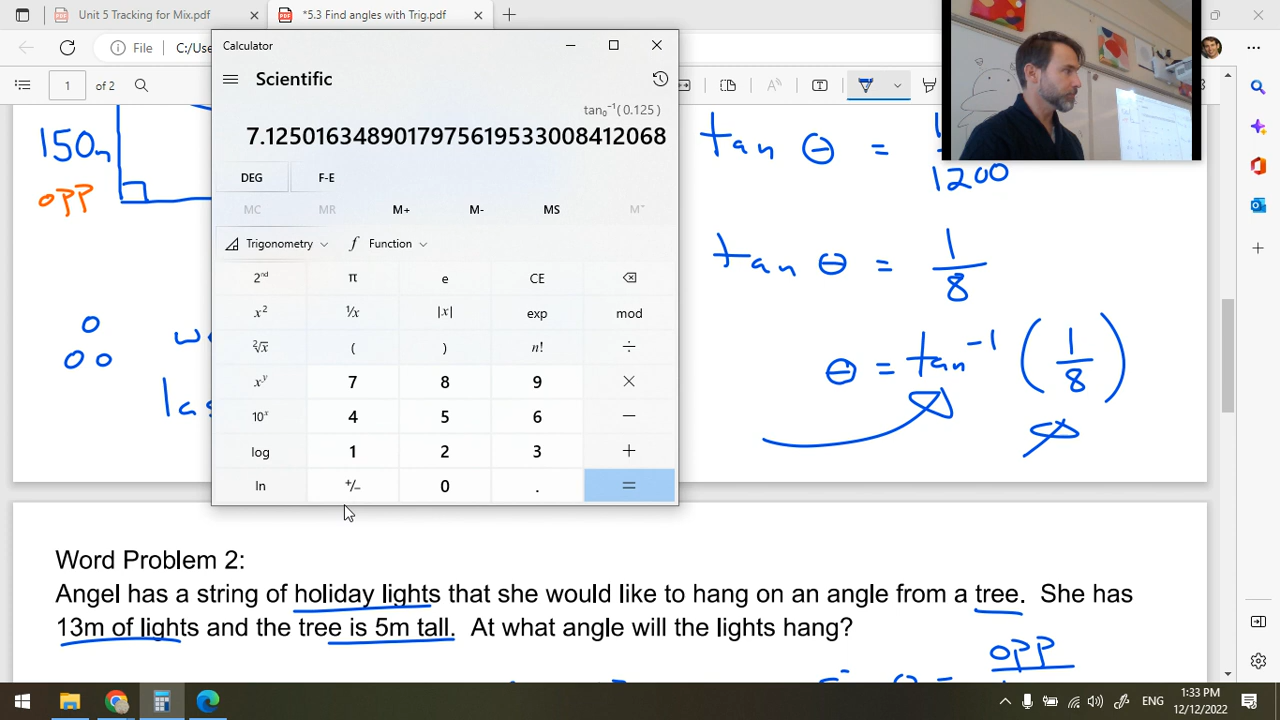 Unit 5 Tracking for Mix.pdf
*5.3 Find angles with Trig.pdf
File
C:/Use
1
of 2
Calculator
Scientific
tan₀⁻¹( 0.125 )
7.1250163489017975619533008412068
DEG
F-E
MC
MR
M+
M-
MS
M˅
Trigonometry
f Function
2ⁿᵈ
π
e
CE
x²
¹/x
|x|
exp
mod
²√x
(
)
n!
÷
xʸ
7
8
9
×
10ˣ
4
5
6
−
log
1
2
3
+
ln
+/−
0
.
=
150m
opp
tan θ =
1200
tan θ = 1/8
θ = tan⁻¹ (1/8)
Word Problem 2:
Angel has a string of holiday lights that she would like to hang on an angle from a tree. She has
13m of lights and the tree is 5m tall. At what angle will the lights hang?
opp
ENG
1:33 PM
12/12/2022